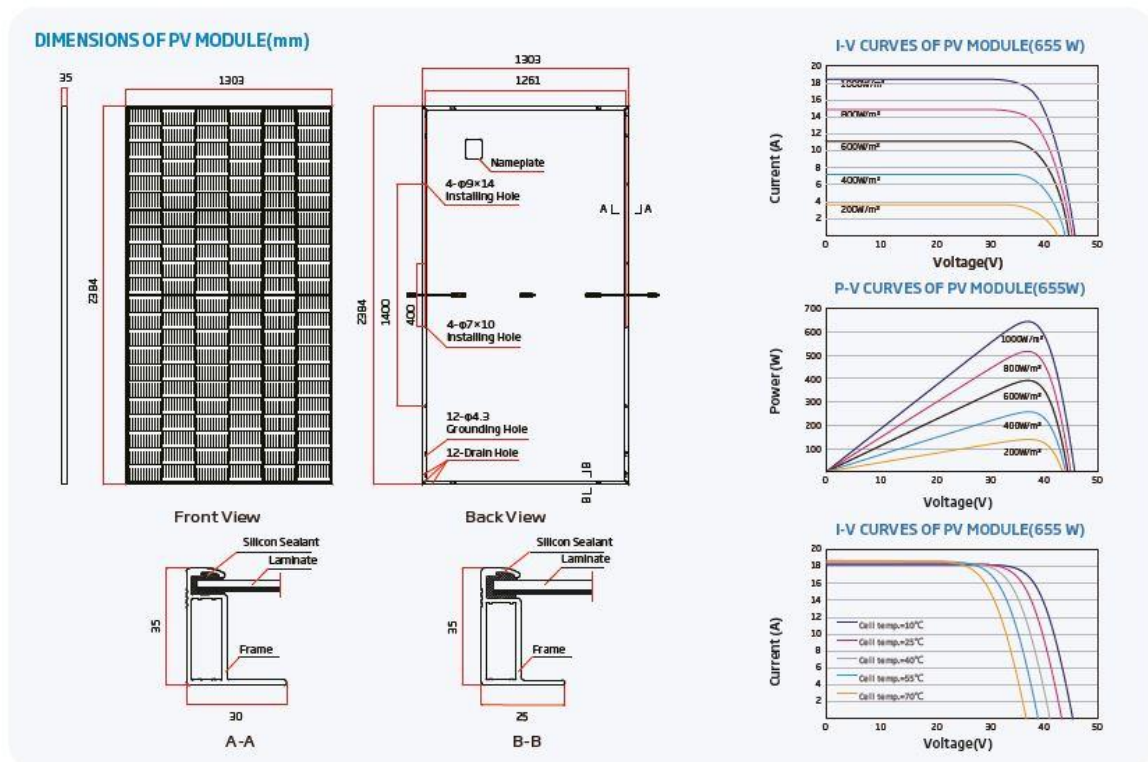 DIMENSIONS OF PV MODULE(mm)
35
1303
2384
Front View
1303
1261
Nameplate
4-φ9×14
Installing Hole
A
A
2384
1400
400
4-φ7×10
Installing Hole
12-φ4.3
Grounding Hole
12-Drain Hole
B
B
Back View
Silicon Sealant
Laminate
35
Frame
30
A-A
Silicon Sealant
Laminate
35
Frame
25
B-B
I-V CURVES OF PV MODULE(655 W)
Current (A)
20
18
16
14
12
10
8
6
4
2
1000W/m²
800W/m²
600W/m²
400W/m²
200W/m²
0 10 20 30 40 50
Voltage(V)
P-V CURVES OF PV MODULE(655W)
Power (W)
700
600
500
400
300
200
100
1000W/m²
800W/m²
600W/m²
400W/m²
200W/m²
0 10 20 30 40 50
Voltage(V)
I-V CURVES OF PV MODULE(655 W)
Current (A)
20
18
16
14
12
10
8
6
4
2
Cell temp.=10℃
Cell temp.=25℃
Cell temp.=40℃
Cell temp.=55℃
Cell temp.=70℃
0 10 20 30 40 50
Voltage(V)